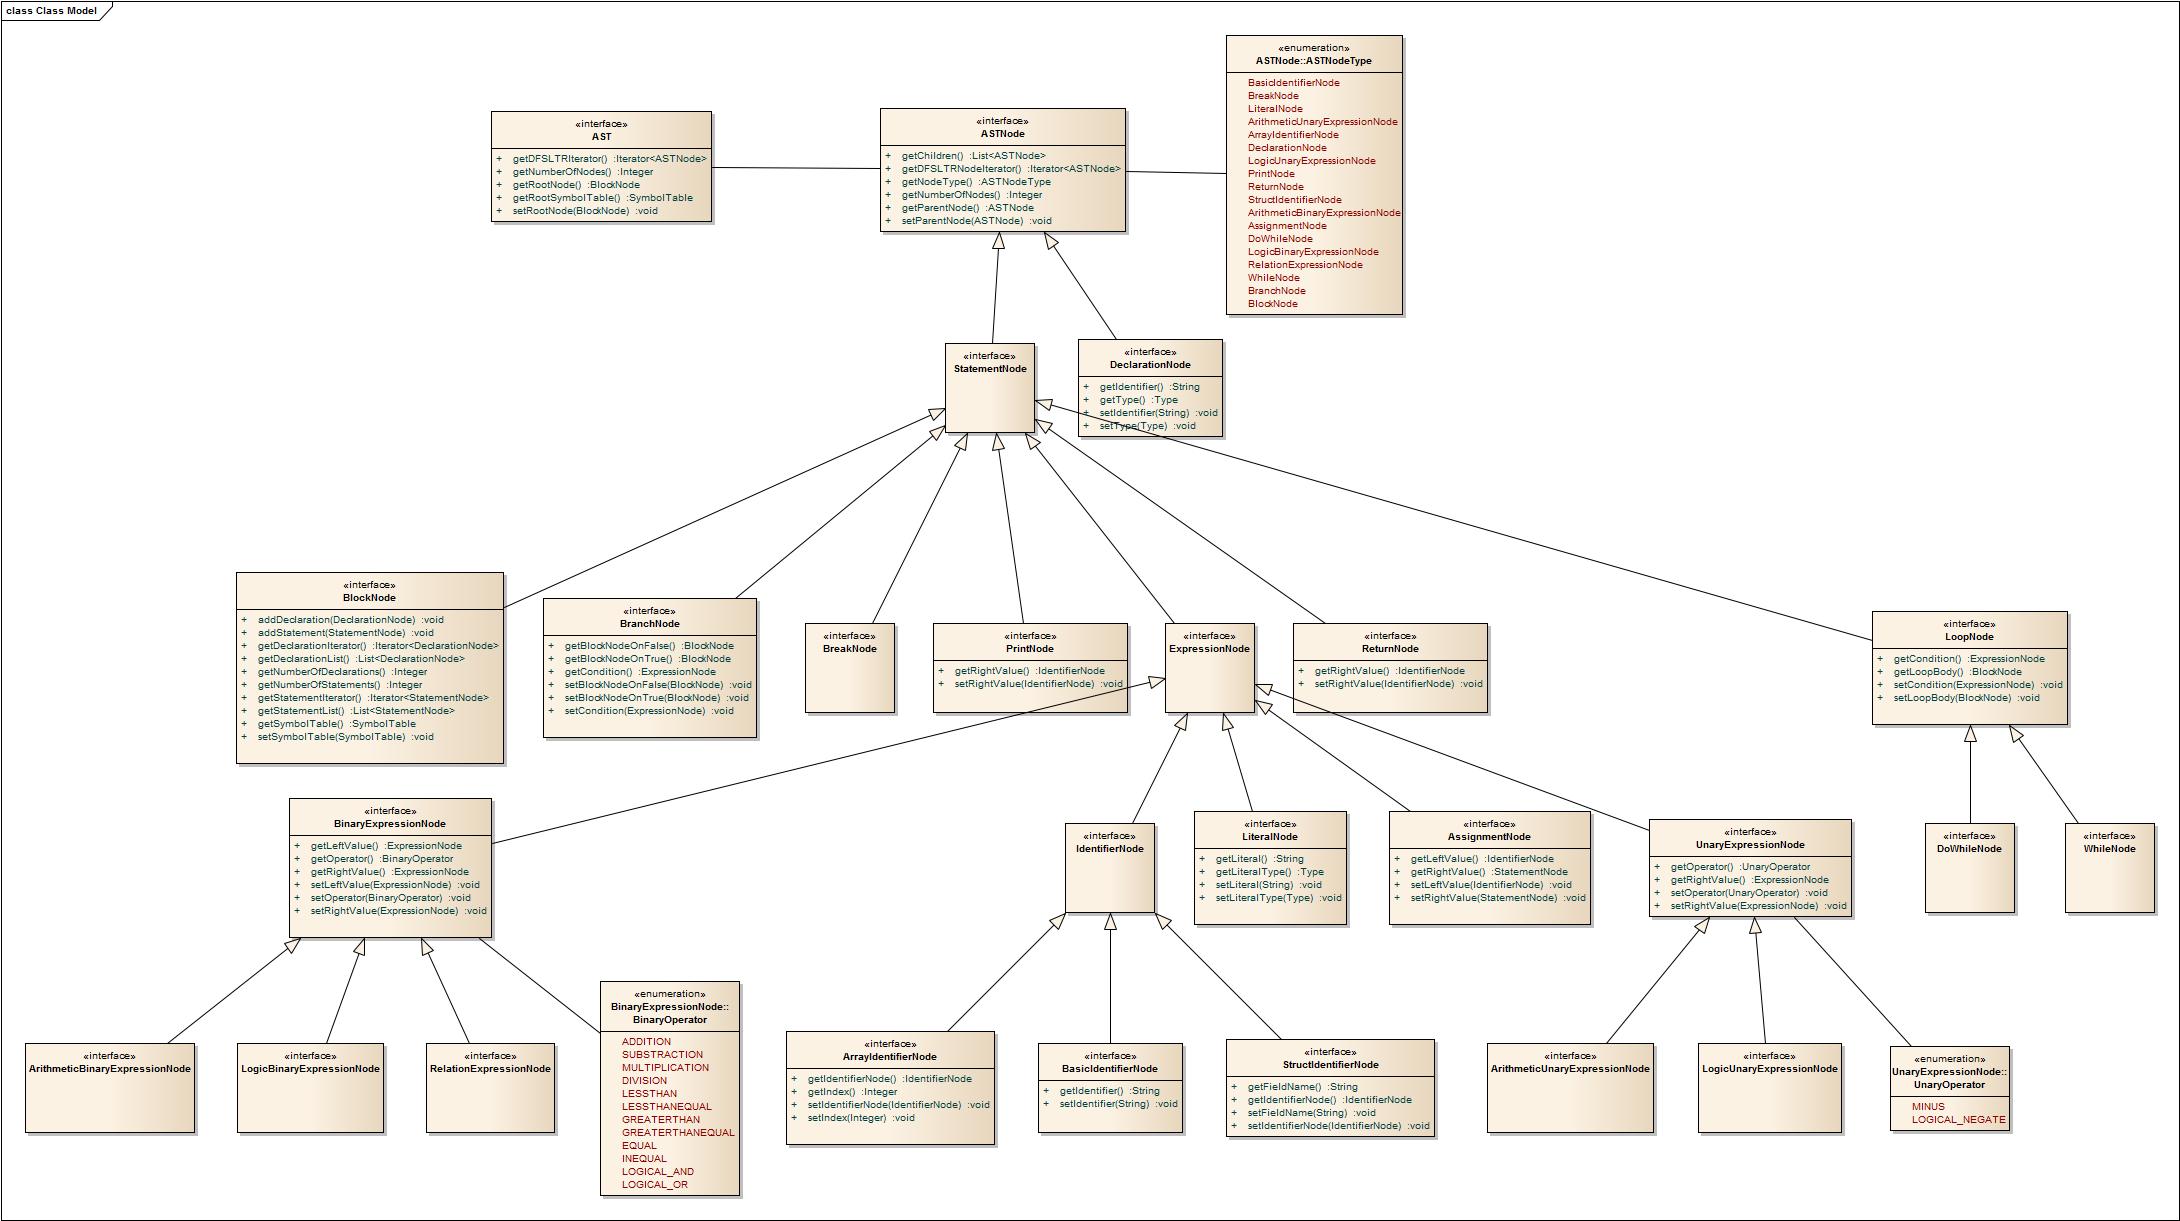 class Class Model
«enumeration»
ASTNode::ASTNodeType
BasicIdentifierNode
BreakNode
LiteralNode
ArithmeticUnaryExpressionNode
ArrayIdentifierNode
DeclarationNode
LogicUnaryExpressionNode
PrintNode
ReturnNode
StructIdentifierNode
ArithmeticBinaryExpressionNode
AssignmentNode
DoWhileNode
LogicBinaryExpressionNode
RelationExpressionNode
WhileNode
BranchNode
BlockNode
«interface»
AST
+ getDFSLTRIterator() :Iterator<ASTNode>
+ getNumberOfNodes() :Integer
+ getRootNode() :BlockNode
+ getRootSymbolTable() :SymbolTable
+ setRootNode(BlockNode) :void
«interface»
ASTNode
+ getChildren() :List<ASTNode>
+ getDFSLTRNodeIterator() :Iterator<ASTNode>
+ getNodeType() :ASTNodeType
+ getNumberOfNodes() :Integer
+ getParentNode() :ASTNode
+ setParentNode(ASTNode) :void
«interface»
StatementNode
«interface»
DeclarationNode
+ getIdentifier() :String
+ getType() :Type
+ setIdentifier(String) :void
+ setType(Type) :void
«interface»
BlockNode
+ addDeclaration(DeclarationNode) :void
+ addStatement(StatementNode) :void
+ getDeclarationIterator() :Iterator<DeclarationNode>
+ getDeclarationList() :List<DeclarationNode>
+ getNumberOfDeclarations() :Integer
+ getNumberOfStatements() :Integer
+ getStatementIterator() :Iterator<StatementNode>
+ getStatementList() :List<StatementNode>
+ getSymbolTable() :SymbolTable
+ setSymbolTable(SymbolTable) :void
«interface»
BranchNode
+ getBlockNodeOnFalse() :BlockNode
+ getBlockNodeOnTrue() :BlockNode
+ getCondition() :ExpressionNode
+ setBlockNodeOnFalse(BlockNode) :void
+ setBlockNodeOnTrue(BlockNode) :void
+ setCondition(ExpressionNode) :void
«interface»
BreakNode
«interface»
PrintNode
+ getRightValue() :IdentifierNode
+ setRightValue(IdentifierNode) :void
«interface»
ExpressionNode
«interface»
ReturnNode
+ getRightValue() :IdentifierNode
+ setRightValue(IdentifierNode) :void
«interface»
LoopNode
+ getCondition() :ExpressionNode
+ getLoopBody() :BlockNode
+ setCondition(ExpressionNode) :void
+ setLoopBody(BlockNode) :void
«interface»
BinaryExpressionNode
+ getLeftValue() :ExpressionNode
+ getOperator() :BinaryOperator
+ getRightValue() :ExpressionNode
+ setLeftValue(ExpressionNode) :void
+ setOperator(BinaryOperator) :void
+ setRightValue(ExpressionNode) :void
«interface»
IdentifierNode
«interface»
LiteralNode
+ getLiteral() :String
+ getLiteralType() :Type
+ setLiteral(String) :void
+ setLiteralType(Type) :void
«interface»
AssignmentNode
+ getLeftValue() :IdentifierNode
+ getRightValue() :StatementNode
+ setLeftValue(IdentifierNode) :void
+ setRightValue(StatementNode) :void
«interface»
UnaryExpressionNode
+ getOperator() :UnaryOperator
+ getRightValue() :ExpressionNode
+ setOperator(UnaryOperator) :void
+ setRightValue(ExpressionNode) :void
«interface»
DoWhileNode
«interface»
WhileNode
«interface»
ArithmeticBinaryExpressionNode
«interface»
LogicBinaryExpressionNode
«interface»
RelationExpressionNode
«enumeration»
BinaryExpressionNode::
BinaryOperator
ADDITION
SUBSTRACTION
MULTIPLICATION
DIVISION
LESSTHAN
LESSTHANEQUAL
GREATERTHAN
GREATERTHANEQUAL
EQUAL
INEQUAL
LOGICAL_AND
LOGICAL_OR
«interface»
ArrayIdentifierNode
+ getIdentifierNode() :IdentifierNode
+ getIndex() :Integer
+ setIdentifierNode(IdentifierNode) :void
+ setIndex(Integer) :void
«interface»
BasicIdentifierNode
+ getIdentifier() :String
+ setIdentifier(String) :void
«interface»
StructIdentifierNode
+ getFieldName() :String
+ getIdentifierNode() :IdentifierNode
+ setFieldName(String) :void
+ setIdentifierNode(IdentifierNode) :void
«interface»
ArithmeticUnaryExpressionNode
«interface»
LogicUnaryExpressionNode
«enumeration»
UnaryExpressionNode::
UnaryOperator
MINUS
LOGICAL_NEGATE